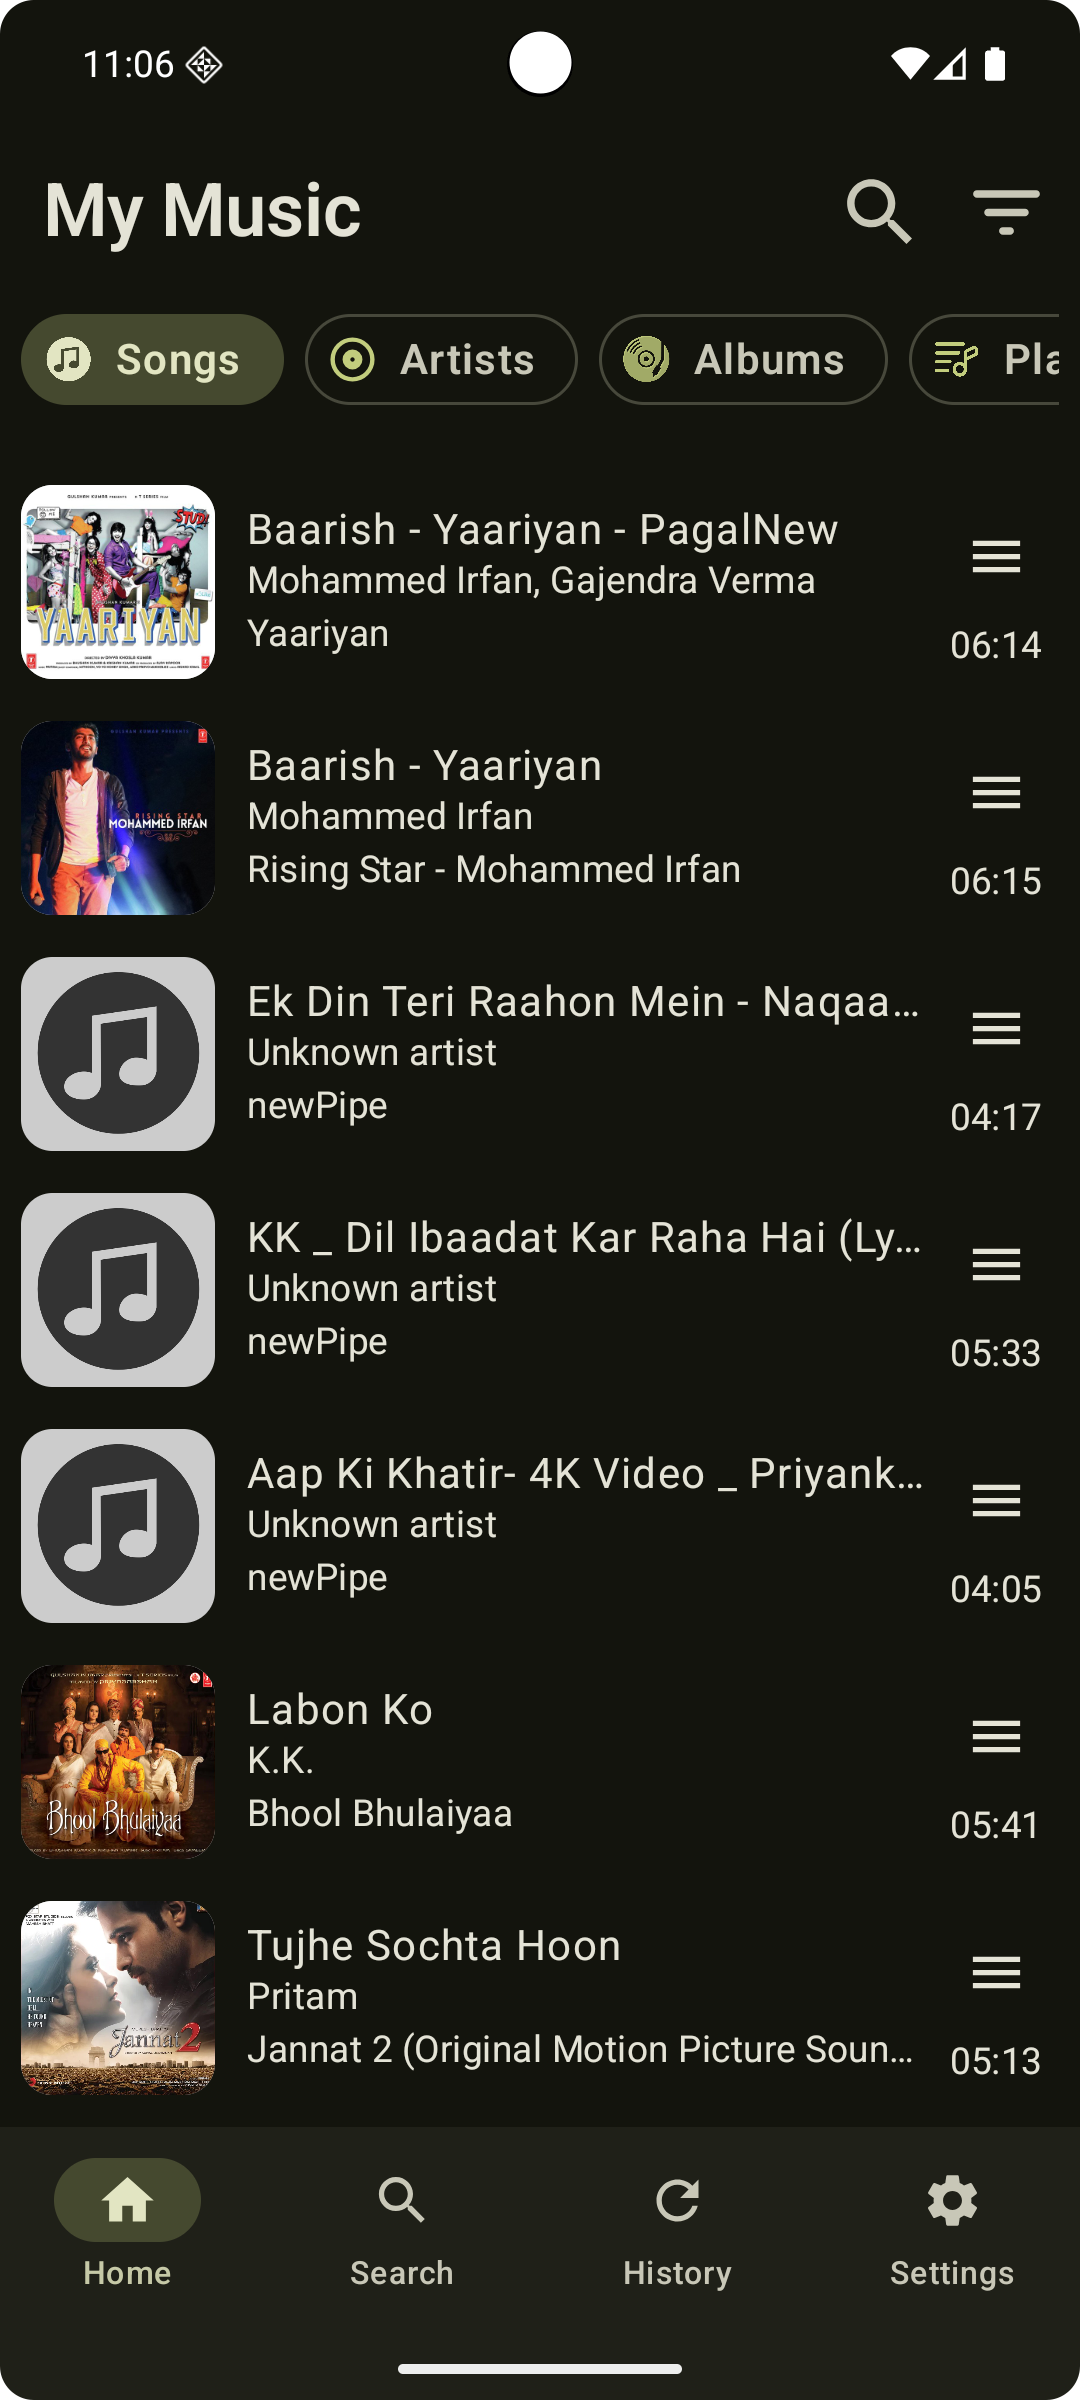 11:06
My Music
Songs
Artists
Albums
Pla
YAARIYAN
Baarish - Yaariyan - PagalNew
Mohammed Irfan, Gajendra Verma
Yaariyan
06:14
RISING STAR
MOHAMMED IRFAN
Baarish - Yaariyan
Mohammed Irfan
Rising Star - Mohammed Irfan
06:15
Ek Din Teri Raahon Mein - Naqaa...
Unknown artist
newPipe
04:17
KK _ Dil Ibaadat Kar Raha Hai (Ly...
Unknown artist
newPipe
05:33
Aap Ki Khatir- 4K Video _ Priyank...
Unknown artist
newPipe
04:05
Bhool Bhulaiyaa
Labon Ko
K.K.
Bhool Bhulaiyaa
05:41
Jannat 2
Tujhe Sochta Hoon
Pritam
Jannat 2 (Original Motion Picture Soun...
05:13
Home
Search
History
Settings